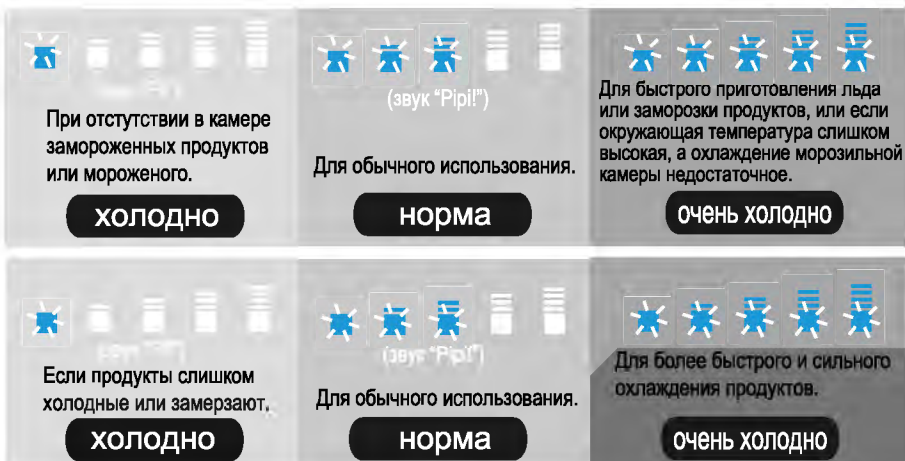 (звук “Pipi!”)
При отстутствии в камере
замороженных продуктов
или мороженого.
Для обычного использования.
Для быстрого приготовления льда
или заморозки продуктов, или если
окружающая температура слишком
высокая, а охлаждение морозильной
камеры недостаточное.
холодно
норма
очень холодно
(звук “Pipi!”)
Если продукты слишком
холодные или замерзают.
Для обычного использования.
Для более быстрого и сильного
охлаждения продуктов.
холодно
норма
очень холодно